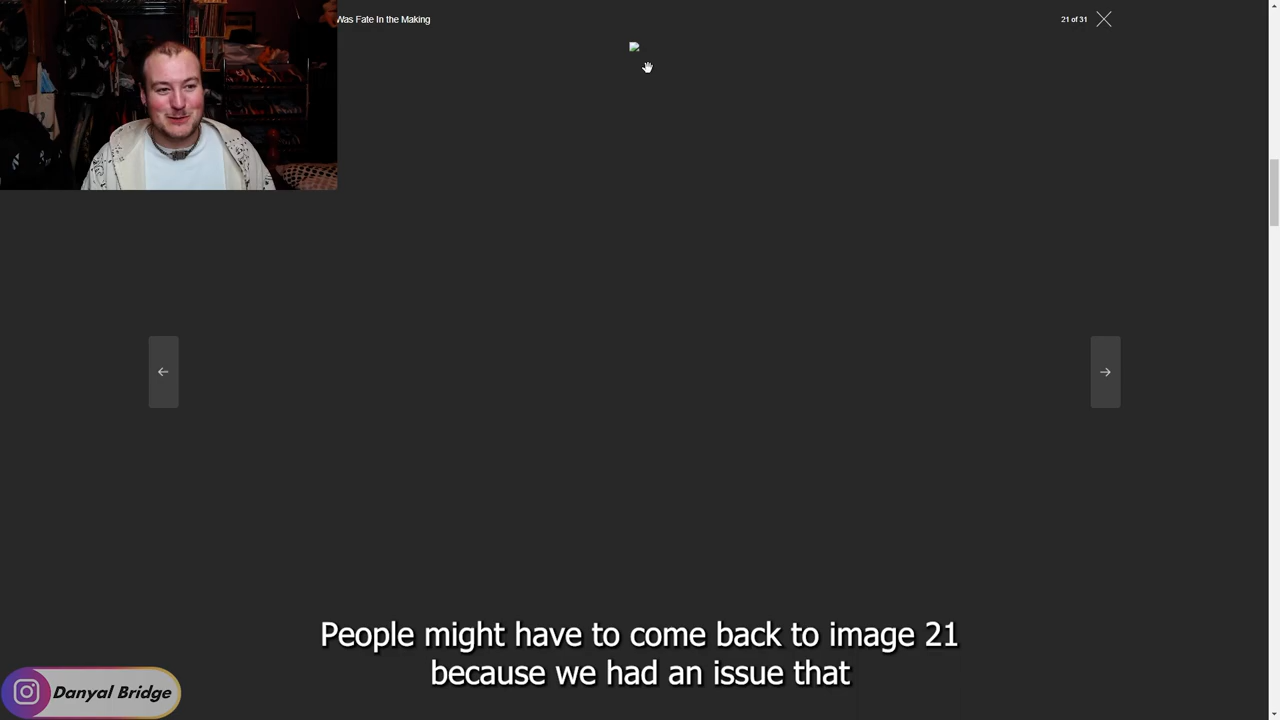 Was Fate In the Making
21 of 31
People might have to come back to image 21
because we had an issue that
Danyal Bridge